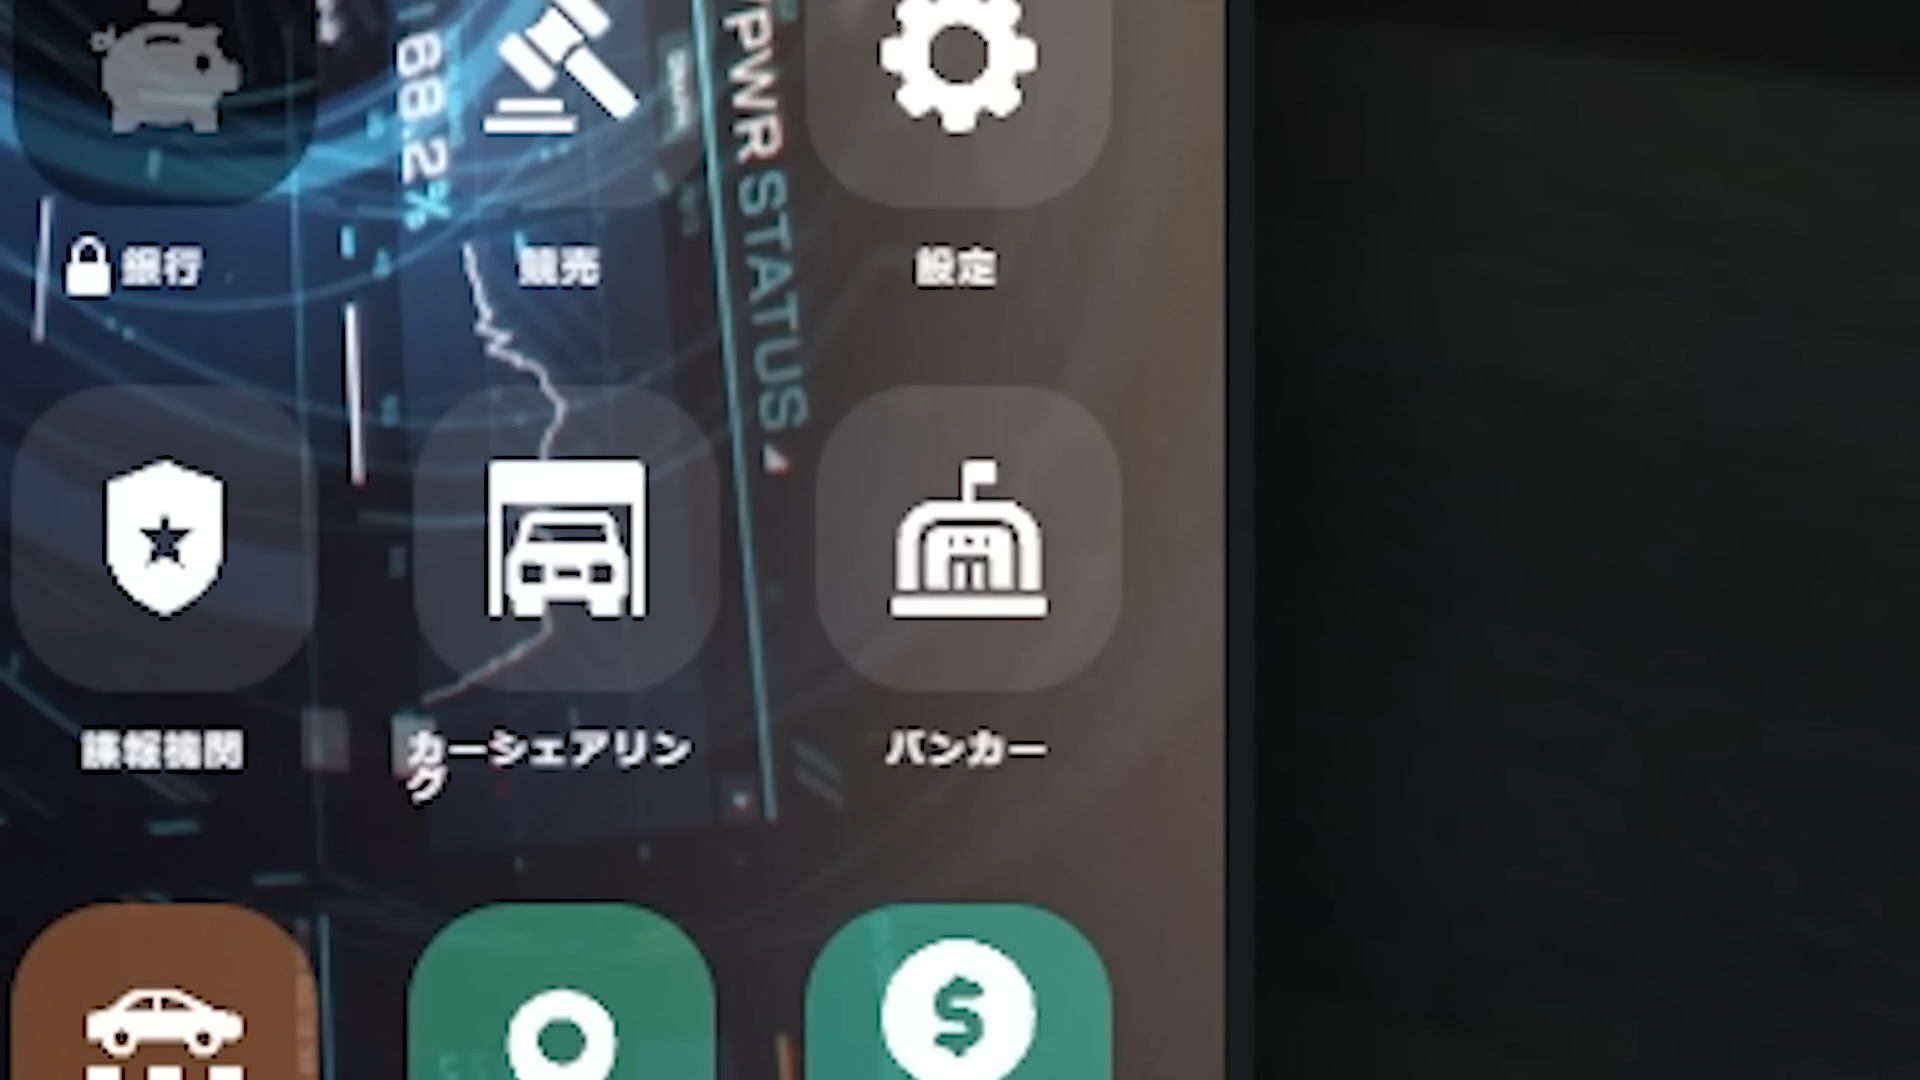 88.2%
PWR STATUS
銀行
競売
設定
諜報機関
カーシェアリン
グ
バンカー